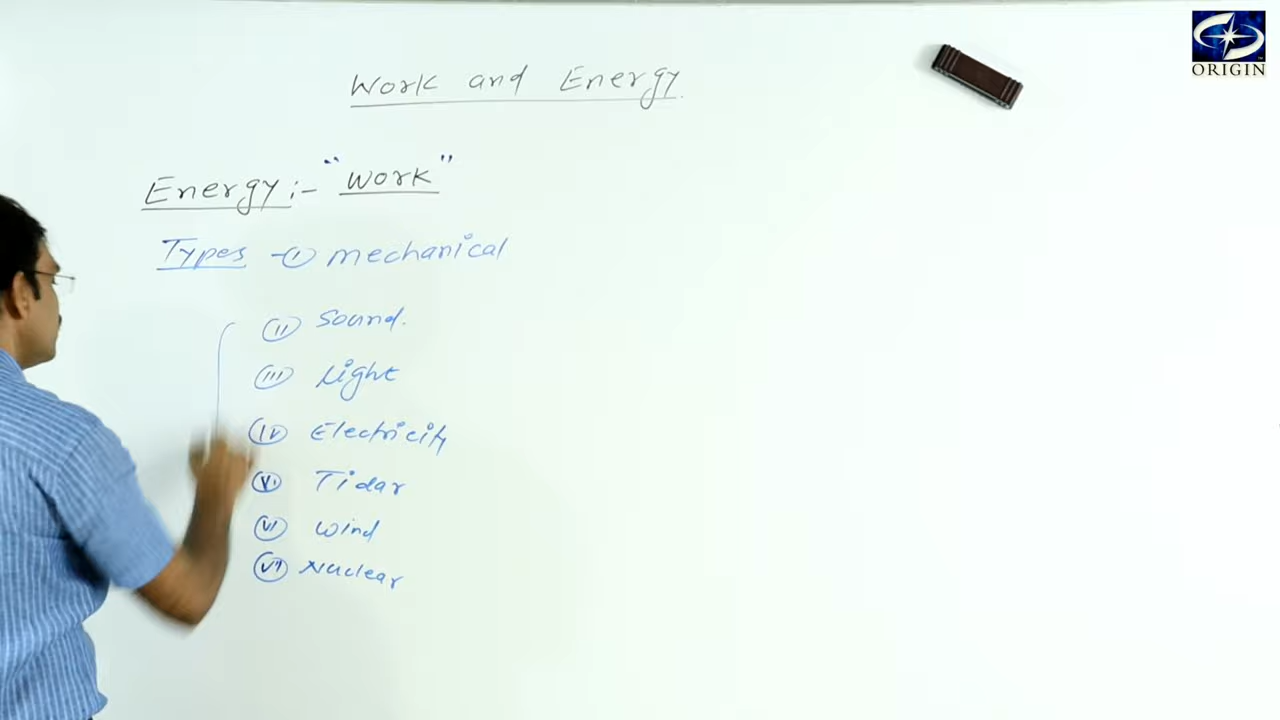 ORIGIN
Work and Energy.
Energy :- "Work"
Types - (i) mechanical
(ii) Sound.
(iii) Light
(iv) Electricity
(v) Tidar
(vi) Wind
(vii) Nuclear